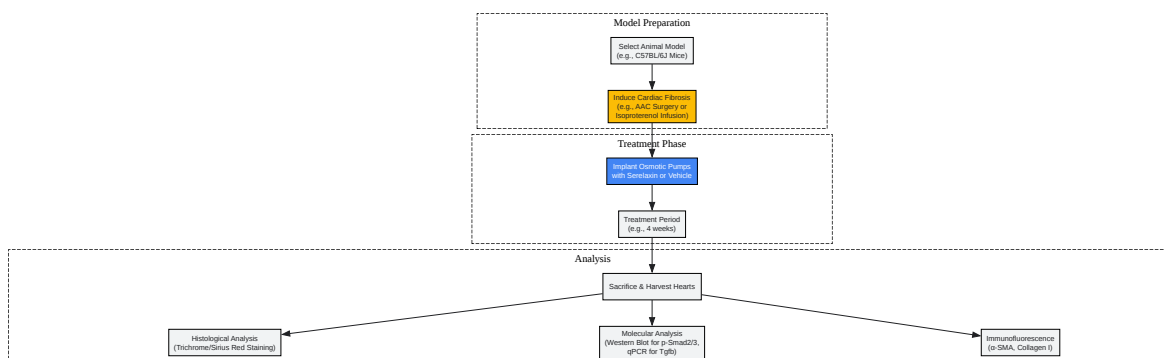 Model Preparation
Select Animal Model
(e.g., C57BL/6J Mice)
Induce Cardiac Fibrosis
(e.g., AAC Surgery or
Isoproterenol Infusion)
Treatment Phase
Implant Osmotic Pumps
with Serelaxin or Vehicle
Treatment Period
(e.g., 4 weeks)
Analysis
Sacrifice & Harvest Hearts
Histological Analysis
(Trichrome/Sirius Red Staining)
Molecular Analysis
(Western Blot for p-Smad2/3,
qPCR for Tgfb)
Immunofluorescence
(α-SMA, Collagen I)